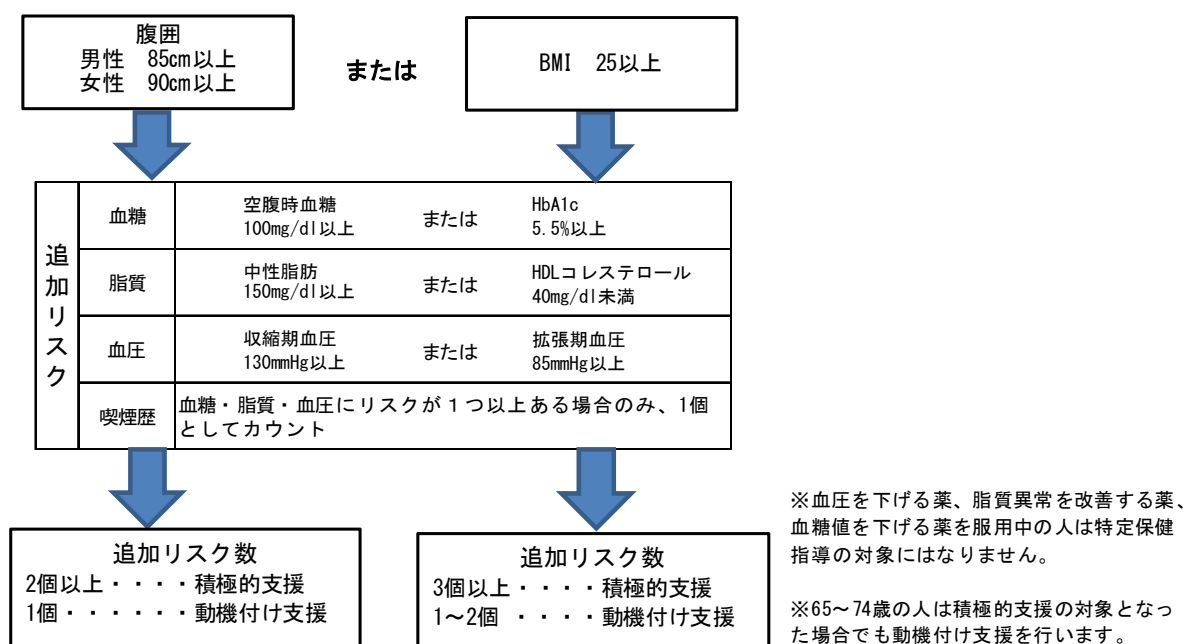 腹囲
男性　85cm以上
女性　90cm以上
または
BMI　25以上
追加リスク
血糖
空腹時血糖
100mg/dl以上
または
HbA1c
5.5%以上
脂質
中性脂肪
150mg/dl以上
または
HDLコレステロール
40mg/dl未満
血圧
収縮期血圧
130mmHg以上
または
拡張期血圧
85mmHg以上
喫煙歴
血糖・脂質・血圧にリスクが１つ以上ある場合のみ、1個
としてカウント
追加リスク数
2個以上・・・・積極的支援
1個・・・・・・動機付け支援
追加リスク数
3個以上・・・・積極的支援
1～2個　・・・・動機付け支援
※血圧を下げる薬、脂質異常を改善する薬、
血糖値を下げる薬を服用中の人は特定保健
指導の対象にはなりません。
※65～74歳の人は積極的支援の対象となっ
た場合でも動機付け支援を行います。